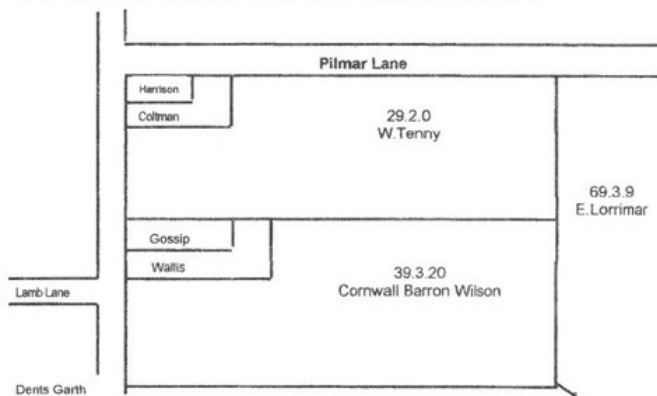 Pilmar Lane
Harrison
Coltman
29.2.0
W.Tenny
69.3.9
E.Lorrimar
Gossip
Wallis
39.3.20
Cornwall Barron Wilson
Lamb Lane
Dents Garth